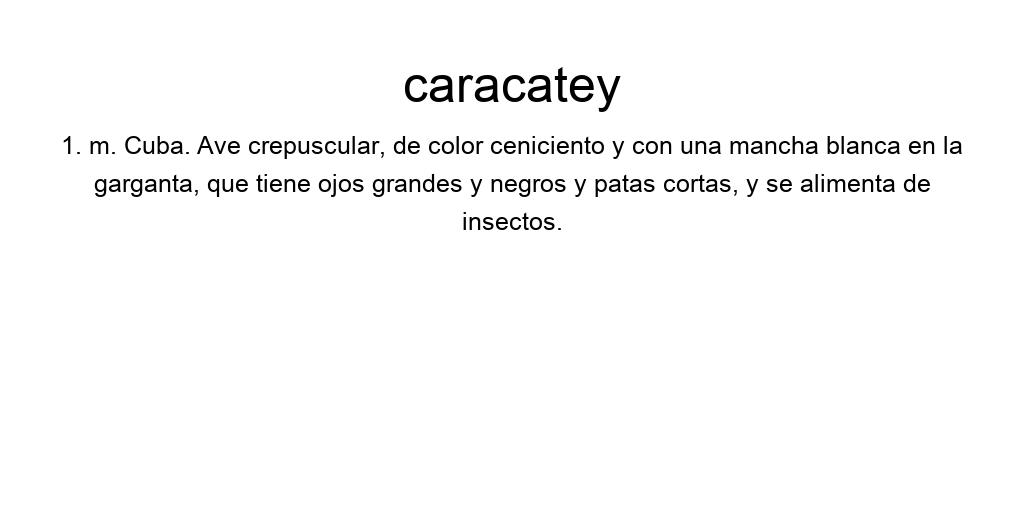 caracatey
1. m. Cuba. Ave crepuscular, de color ceniciento y con una mancha blanca en la
garganta, que tiene ojos grandes y negros y patas cortas, y se alimenta de
insectos.